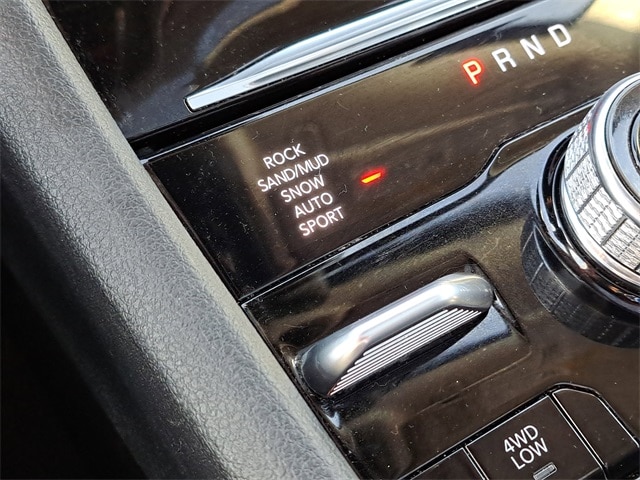 P R N D
ROCK
SAND/MUD
SNOW
AUTO
SPORT
4WD
LOW